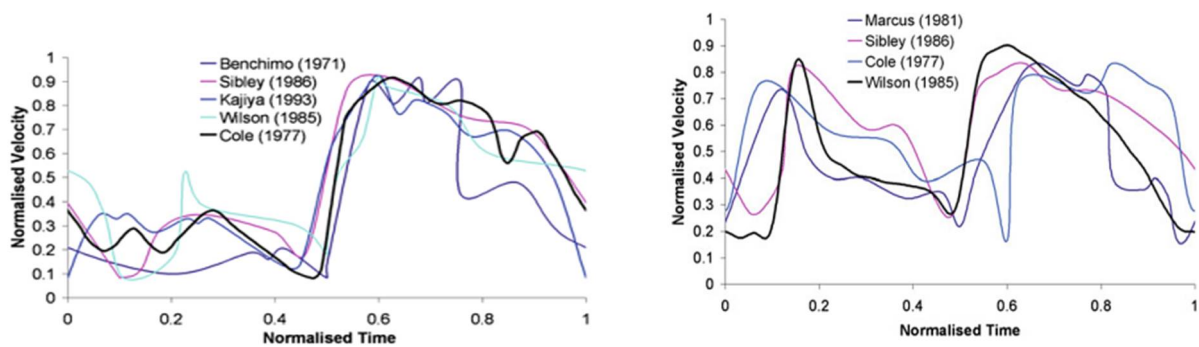 1
0.9
0.8
0.7
0.6
0.5
0.4
0.3
0.2
0.1
0
Normalised Velocity
Benchimo (1971)
Sibley (1986)
Kajiya (1993)
Wilson (1985)
Cole (1977)
0 0.2 0.4 0.6 0.8 1
Normalised Time
1
0.9
0.8
0.7
0.6
0.5
0.4
0.3
0.2
0.1
0
Normalised Velocity
Marcus (1981)
Sibley (1986)
Cole (1977)
Wilson (1985)
0 0.2 0.4 0.6 0.8 1
Normalised Time